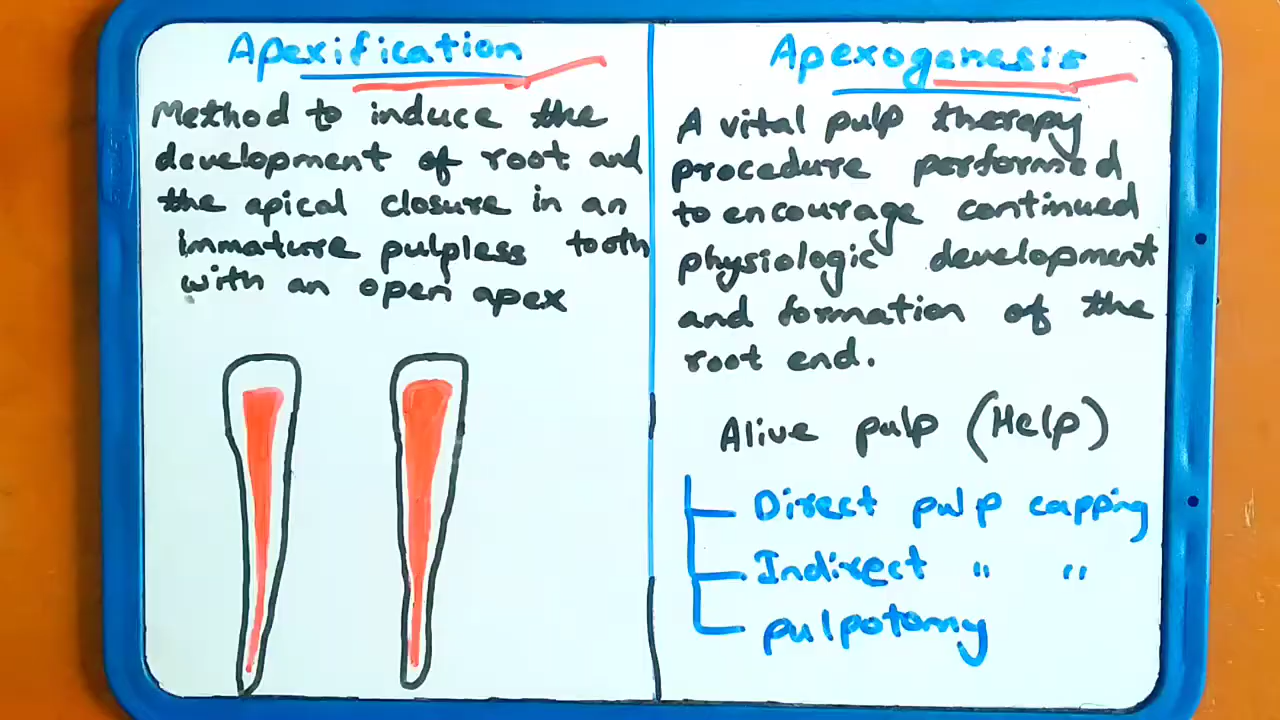 Apexification
Method to induce the
development of root and
the apical closure in an
immature pulpless tooth
with an open apex
Apexogenesis
A vital pulp therapy
procedure performed
to encourage continued
physiologic development
and formation of the
root end.
Alive pulp (Help)
Direct pulp capping
Indirect " "
pulpotomy